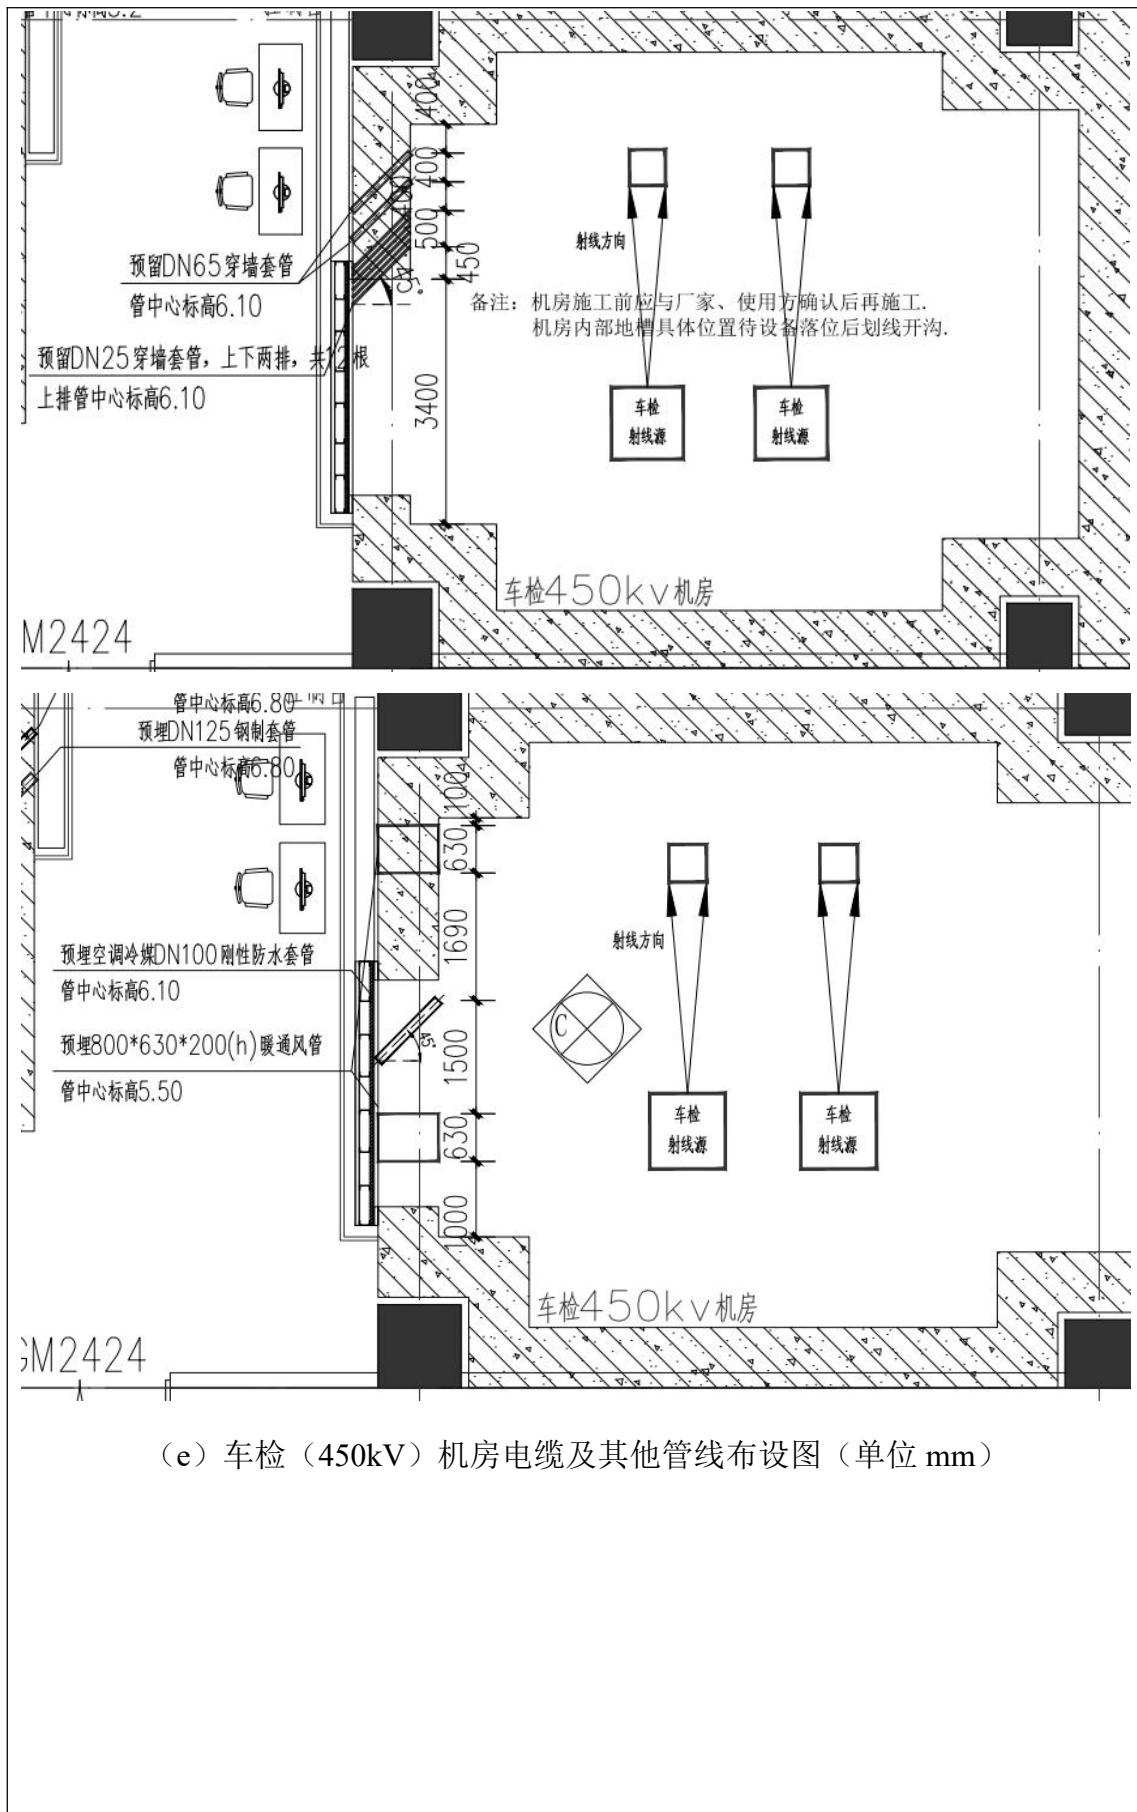 400
400
500
450
45°
射线方向
预留DN65穿墙套管
管中心标高6.10
备注：机房施工前应与厂家、使用方确认后再施工.
机房内部地槽具体位置待设备落位后划线开沟.
预留DN25穿墙套管，上下两排，共12根
上排管中心标高6.10
3400
车检
射线源
车检
射线源
车检450kv机房
M2424
管中心标高6.80
预埋DN125钢制套管
管中心标高6.80
100
630
1690
射线方向
预埋空调冷媒DN100刚性防水套管
管中心标高6.10
C
45°
预埋800*630*200(h)暖通风管
管中心标高5.50
1500
630
车检
射线源
车检
射线源
1000
车检450kv机房
GM2424
（e）车检（450kV）机房电缆及其他管线布设图（单位 mm）